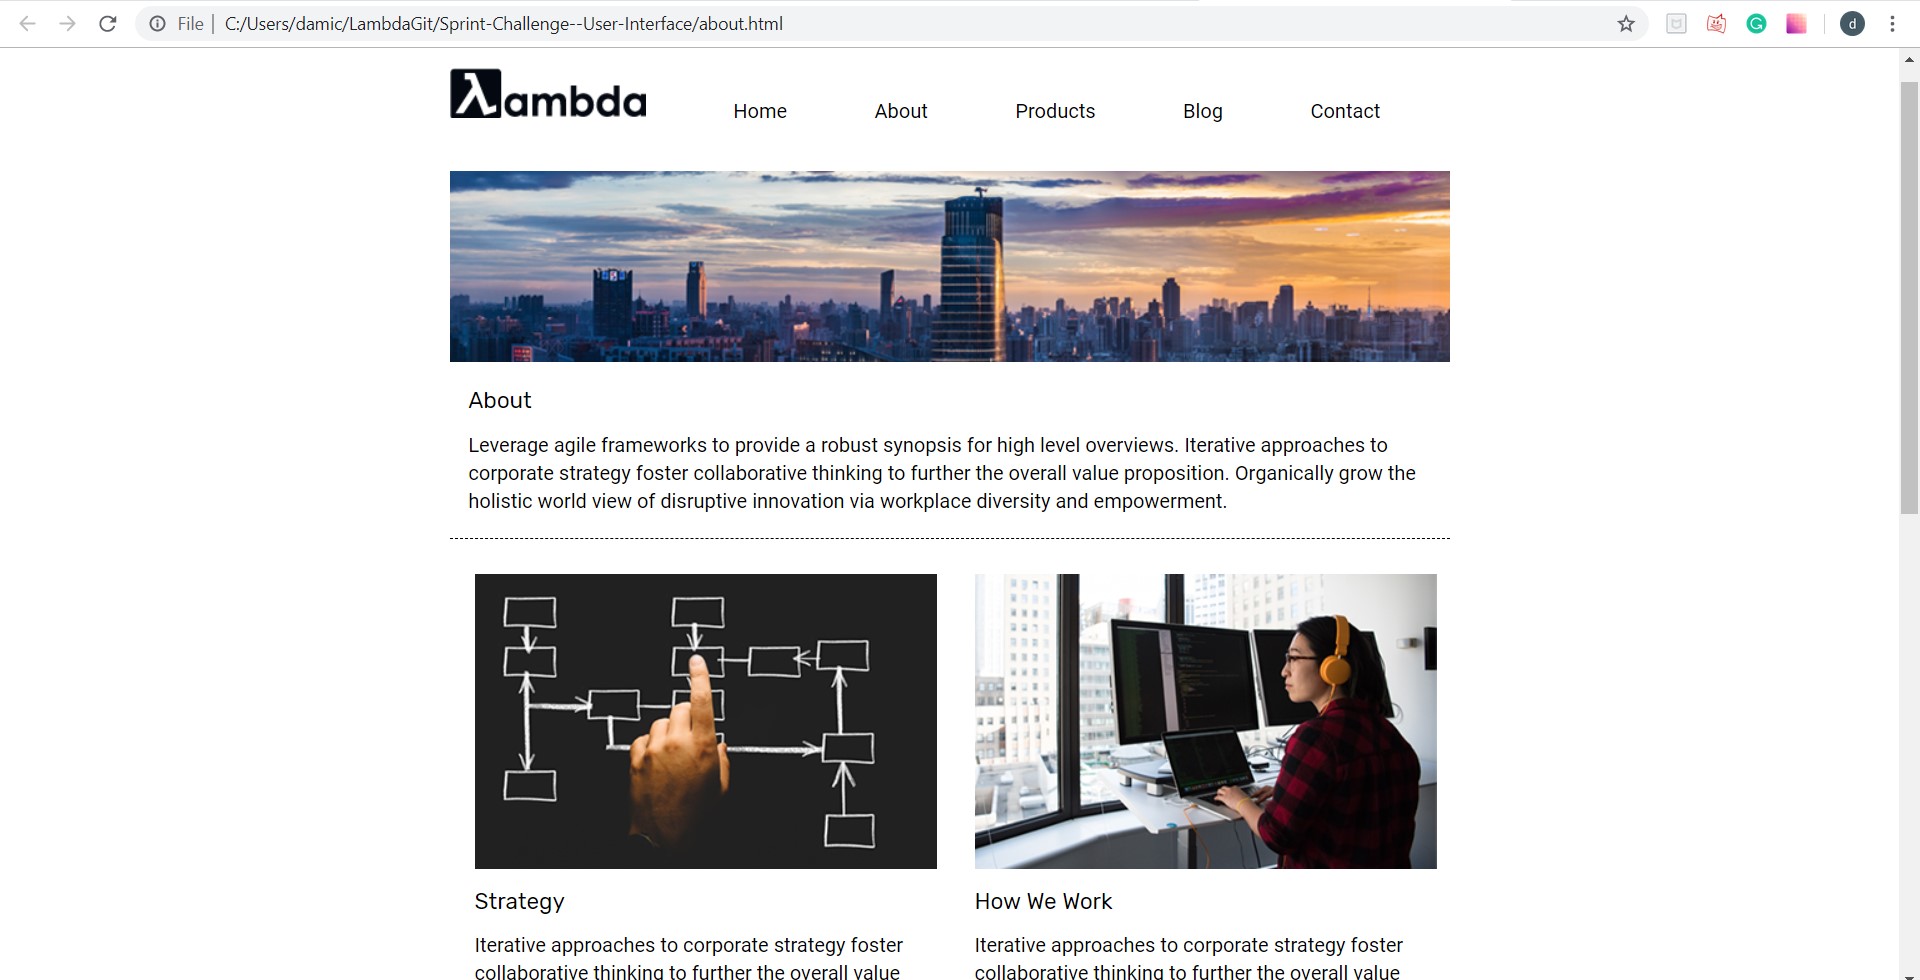 File | C:/Users/damic/LambdaGit/Sprint-Challenge--User-Interface/about.html
d
λambda
Home About Products Blog Contact
About
Leverage agile frameworks to provide a robust synopsis for high level overviews. Iterative approaches to
corporate strategy foster collaborative thinking to further the overall value proposition. Organically grow the
holistic world view of disruptive innovation via workplace diversity and empowerment.
Strategy
Iterative approaches to corporate strategy foster
collaborative thinking to further the overall value
How We Work
Iterative approaches to corporate strategy foster
collaborative thinking to further the overall value